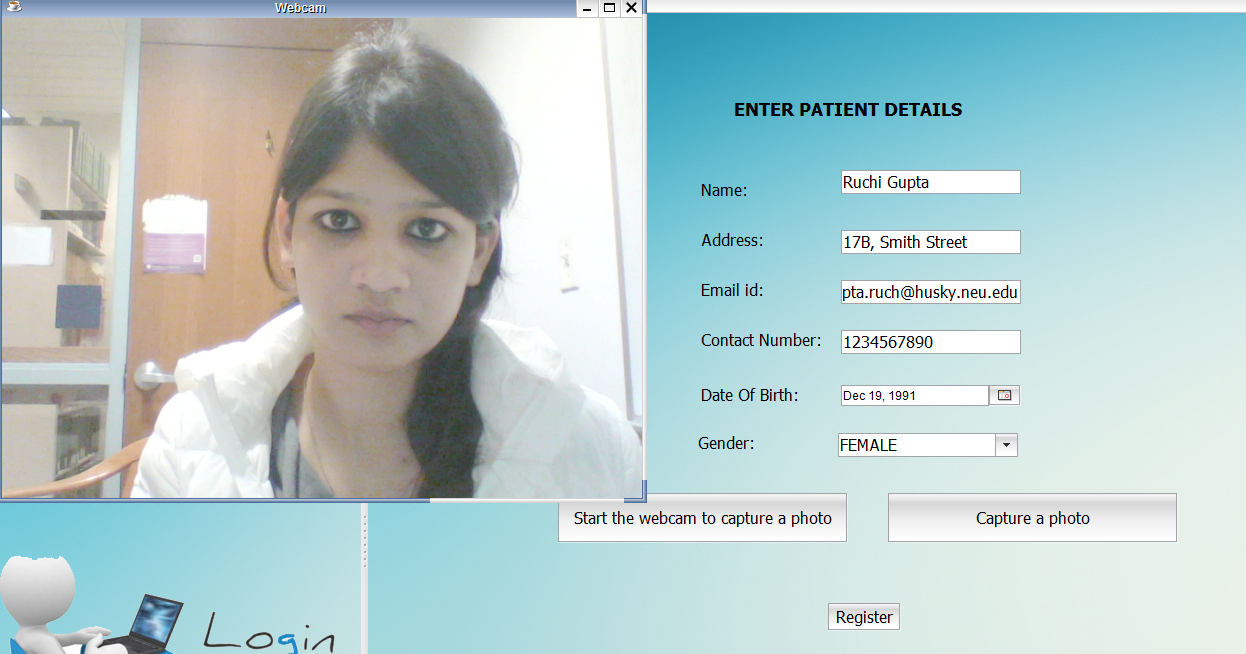 Webcam
ENTER PATIENT DETAILS
Name: Ruchi Gupta
Address: 17B, Smith Street
Email id: pta.ruch@husky.neu.edu
Contact Number: 1234567890
Date Of Birth: Dec 19, 1991
Gender: FEMALE
Start the webcam to capture a photo
Capture a photo
Login
Register